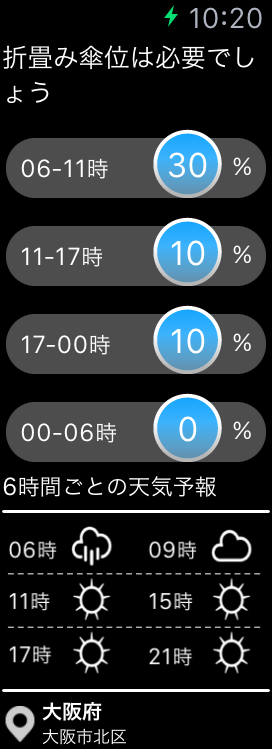 10:20
折畳み傘位は必要でし
ょう
06-11時 30 %
11-17時 10 %
17-00時 10 %
00-06時 0 %
6時間ごとの天気予報
06時 09時
11時 15時
17時 21時
大阪府
大阪市北区